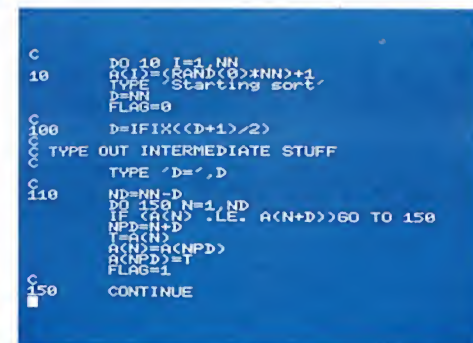 C
DO 10 I=1,NN
10 A(I)=(RAND(0)*NN)+1
TYPE 'Starting sort'
D=NN
FLAG=0
C
100 D=IFIX((D+1)/2)
C
C TYPE OUT INTERMEDIATE STUFF
C
TYPE 'D=',D
C
110 ND=NN-D
DO 150 N=1,ND
IF (A(N) .LE. A(N+D))GO TO 150
NPD=N+D
T=A(N)
A(N)=A(NPD)
A(NPD)=T
FLAG=1
C
150 CONTINUE